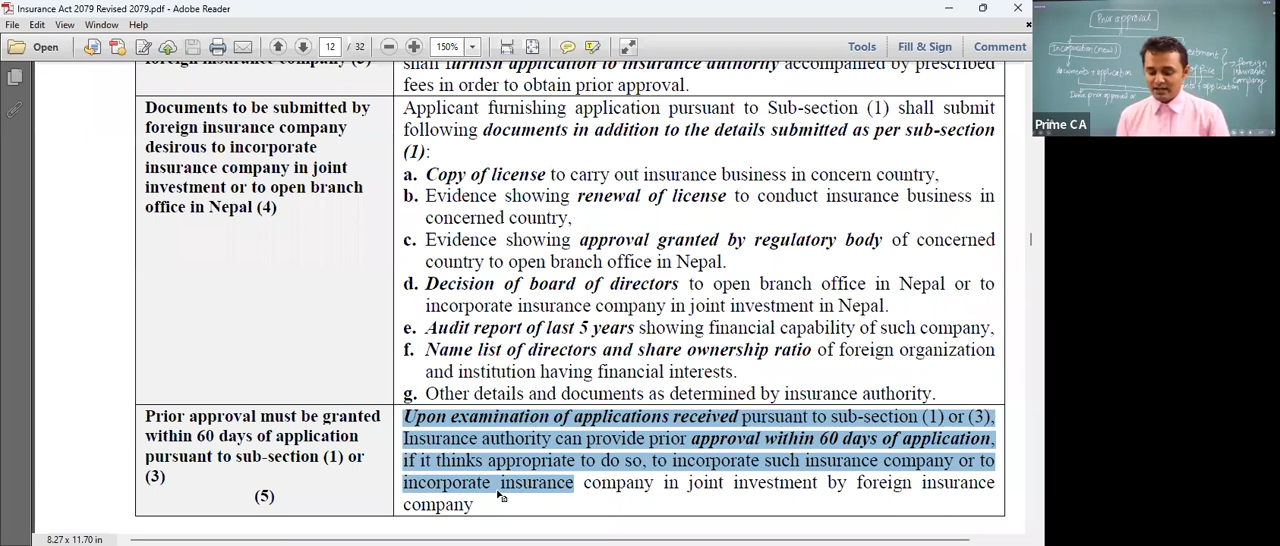 Insurance Act 2079 Revised 2079.pdf - Adobe Reader
File Edit View Window Help
Open 12 / 32 150% Tools Fill & Sign Comment
shall furnish application to insurance authority accompanied by prescribed
fees in order to obtain prior approval.
Documents to be submitted by
foreign insurance company
desirous to incorporate
insurance company in joint
investment or to open branch
office in Nepal (4)
Applicant furnishing application pursuant to Sub-section (1) shall submit
following documents in addition to the details submitted as per sub-section
(1):
a. Copy of license to carry out insurance business in concern country,
b. Evidence showing renewal of license to conduct insurance business in
concerned country,
c. Evidence showing approval granted by regulatory body of concerned
country to open branch office in Nepal.
d. Decision of board of directors to open branch office in Nepal or to
incorporate insurance company in joint investment in Nepal.
e. Audit report of last 5 years showing financial capability of such company,
f. Name list of directors and share ownership ratio of foreign organization
and institution having financial interests.
g. Other details and documents as determined by insurance authority.
Prior approval must be granted
within 60 days of application
pursuant to sub-section (1) or
(3)
(5)
Upon examination of applications received pursuant to sub-section (1) or (3),
Insurance authority can provide prior approval within 60 days of application,
if it thinks appropriate to do so, to incorporate such insurance company or to
incorporate insurance company in joint investment by foreign insurance
company
8.27 x 11.70 in
Prior approval
Incorporation (new)
documents + application
foreign
insurance
company
Prime CA